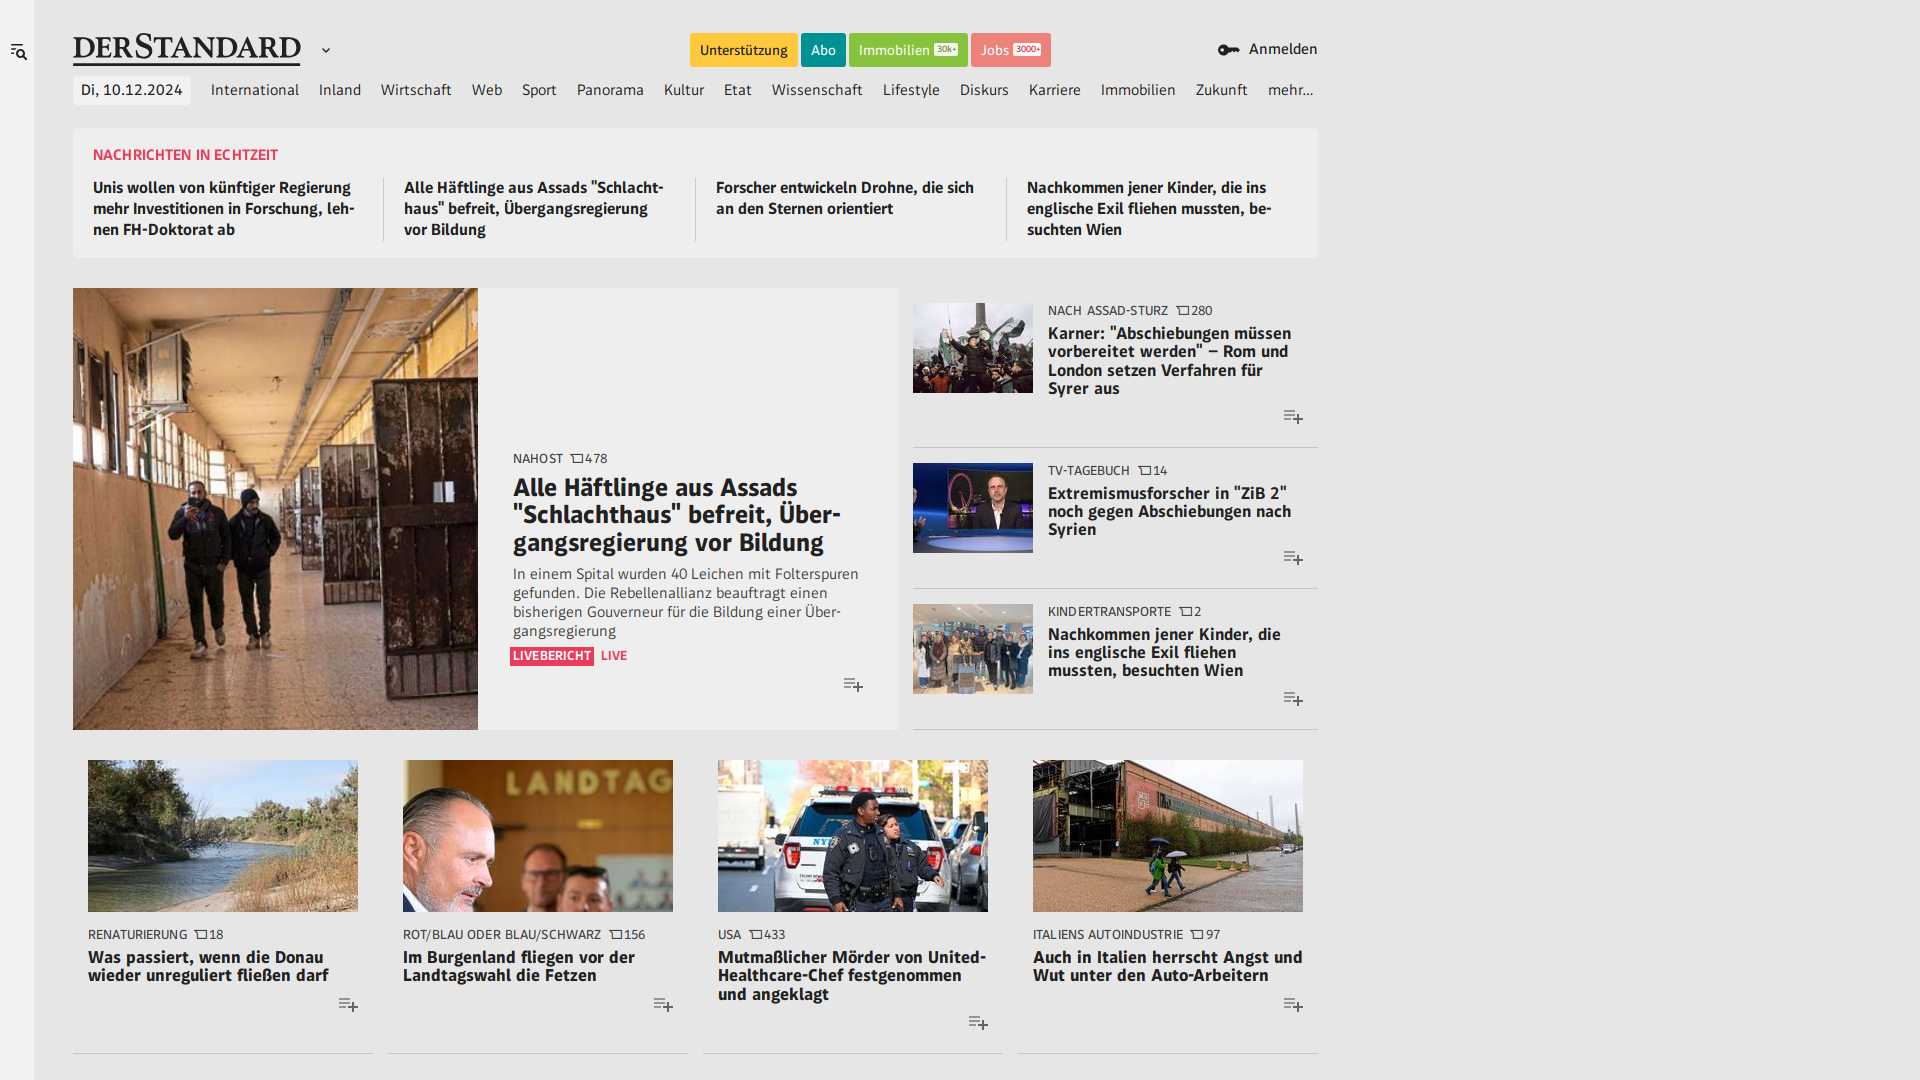 DERSTANDARD
Unterstützung
Abo
Immobilien 30k+
Jobs 3000+
Anmelden
Di, 10.12.2024 International Inland Wirtschaft Web Sport Panorama Kultur Etat Wissenschaft Lifestyle Diskurs Karriere Immobilien Zukunft mehr...
NACHRICHTEN IN ECHTZEIT
Unis wollen von künftiger Regierung
mehr Investitionen in Forschung, leh-
nen FH-Doktorat ab
Alle Häftlinge aus Assads "Schlacht-
haus" befreit, Übergangsregierung
vor Bildung
Forscher entwickeln Drohne, die sich
an den Sternen orientiert
Nachkommen jener Kinder, die ins
englische Exil fliehen mussten, be-
suchten Wien
NAHOST 478
Alle Häftlinge aus Assads
"Schlachthaus" befreit, Über-
gangsregierung vor Bildung
In einem Spital wurden 40 Leichen mit Folterspuren
gefunden. Die Rebellenallianz beauftragt einen
bisherigen Gouverneur für die Bildung einer Über-
gangsregierung
LIVEBERICHT LIVE
NACH ASSAD-STURZ 280
Karner: "Abschiebungen müssen
vorbereitet werden" – Rom und
London setzen Verfahren für
Syrer aus
TV-TAGEBUCH 14
Extremismusforscher in "ZiB 2"
noch gegen Abschiebungen nach
Syrien
KINDERTRANSPORTE 2
Nachkommen jener Kinder, die
ins englische Exil fliehen
mussten, besuchten Wien
RENATURIERUNG 18
Was passiert, wenn die Donau
wieder unreguliert fließen darf
LANDTAG
ROT/BLAU ODER BLAU/SCHWARZ 156
Im Burgenland fliegen vor der
Landtagswahl die Fetzen
USA 433
Mutmaßlicher Mörder von United-
Healthcare-Chef festgenommen
und angeklagt
ITALIENS AUTOINDUSTRIE 97
Auch in Italien herrscht Angst und
Wut unter den Auto-Arbeitern